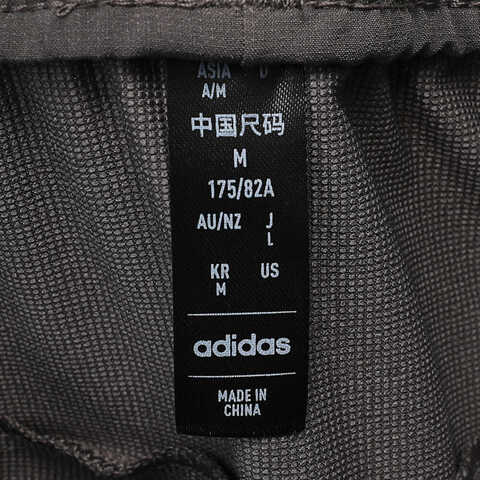 ASIA
A/M
中国尺码
M
175/82A
AU/NZ J
L
KR US
M
adidas
MADE IN
CHINA